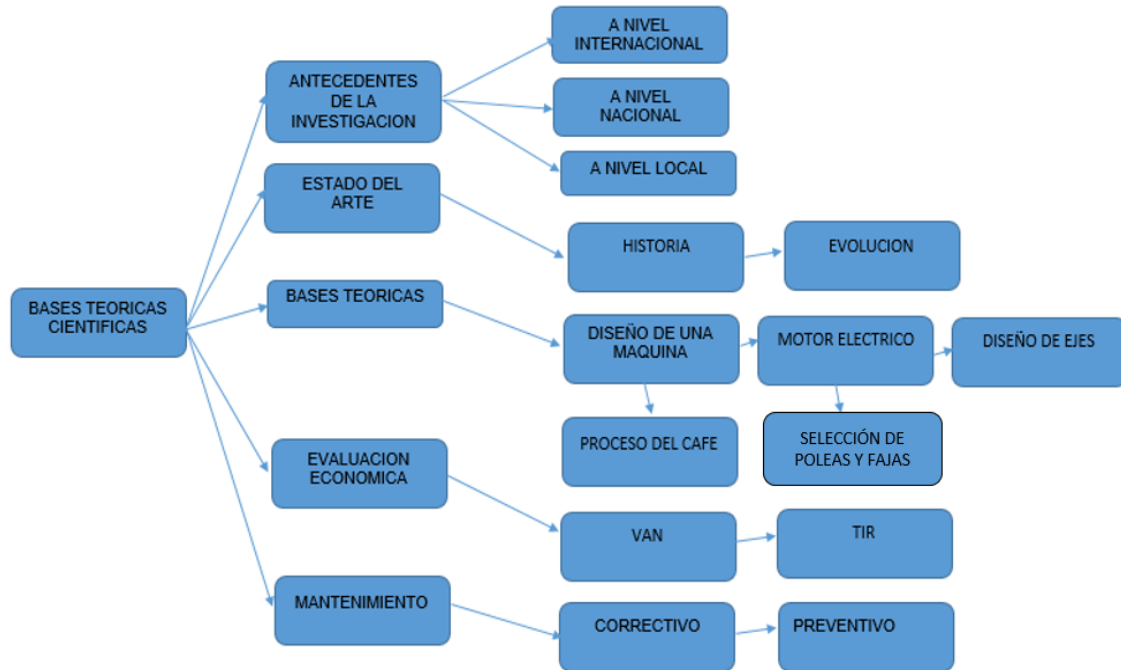 BASES TEORICAS
CIENTIFICAS
ANTECEDENTES
DE LA
INVESTIGACION
A NIVEL
INTERNACIONAL
A NIVEL
NACIONAL
A NIVEL LOCAL
ESTADO DEL
ARTE
HISTORIA
EVOLUCION
BASES TEORICAS
DISEÑO DE UNA
MAQUINA
MOTOR ELECTRICO
DISEÑO DE EJES
PROCESO DEL CAFE
SELECCIÓN DE
POLEAS Y FAJAS
EVALUACION
ECONOMICA
VAN
TIR
MANTENIMIENTO
CORRECTIVO
PREVENTIVO